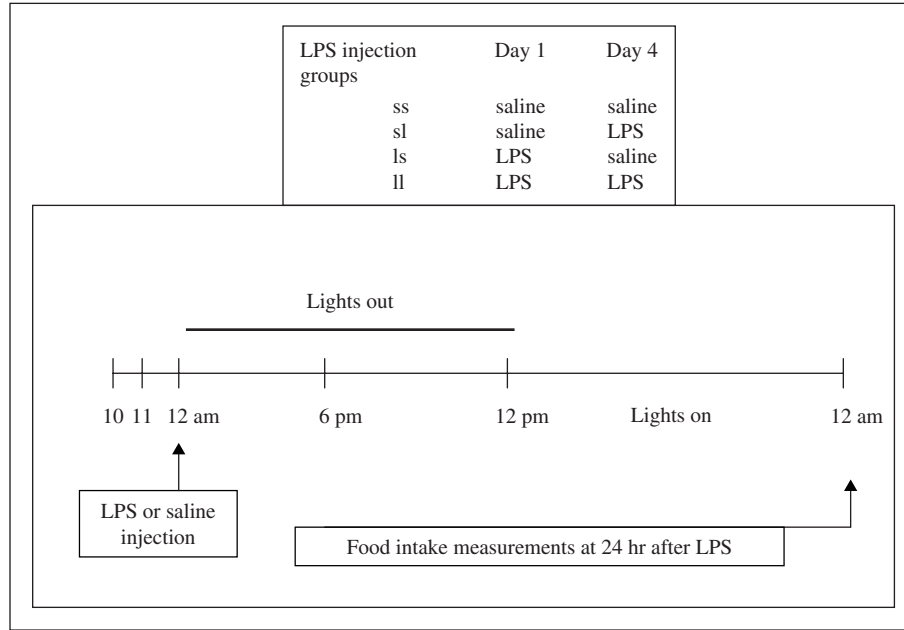 LPS injection Day 1 Day 4
groups
ss saline saline
sl saline LPS
ls LPS saline
ll LPS LPS
Lights out
10 11 12 am 6 pm 12 pm Lights on 12 am
LPS or saline
injection
Food intake measurements at 24 hr after LPS